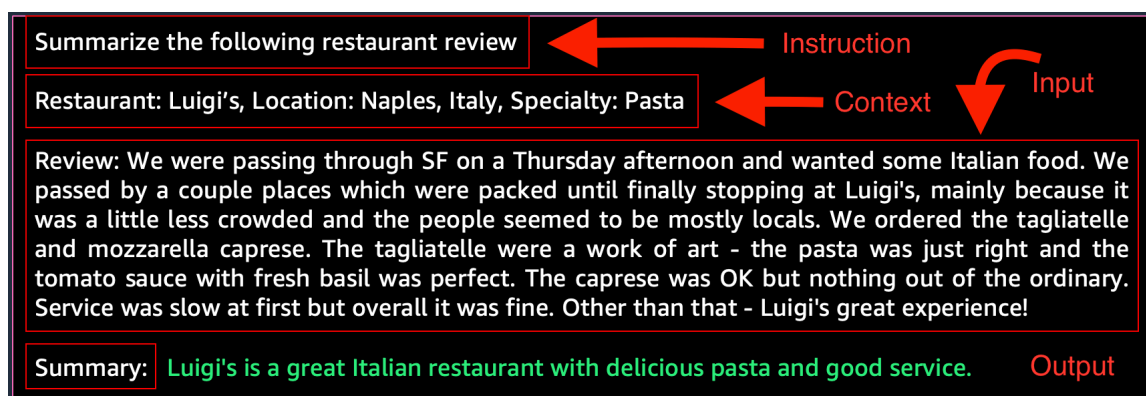 Summarize the following restaurant review
Instruction
Restaurant: Luigi’s, Location: Naples, Italy, Specialty: Pasta
Context
Input
Review: We were passing through SF on a Thursday afternoon and wanted some Italian food. We
passed by a couple places which were packed until finally stopping at Luigi's, mainly because it
was a little less crowded and the people seemed to be mostly locals. We ordered the tagliatelle
and mozzarella caprese. The tagliatelle were a work of art - the pasta was just right and the
tomato sauce with fresh basil was perfect. The caprese was OK but nothing out of the ordinary.
Service was slow at first but overall it was fine. Other than that - Luigi's great experience!
Summary: Luigi's is a great Italian restaurant with delicious pasta and good service.
Output